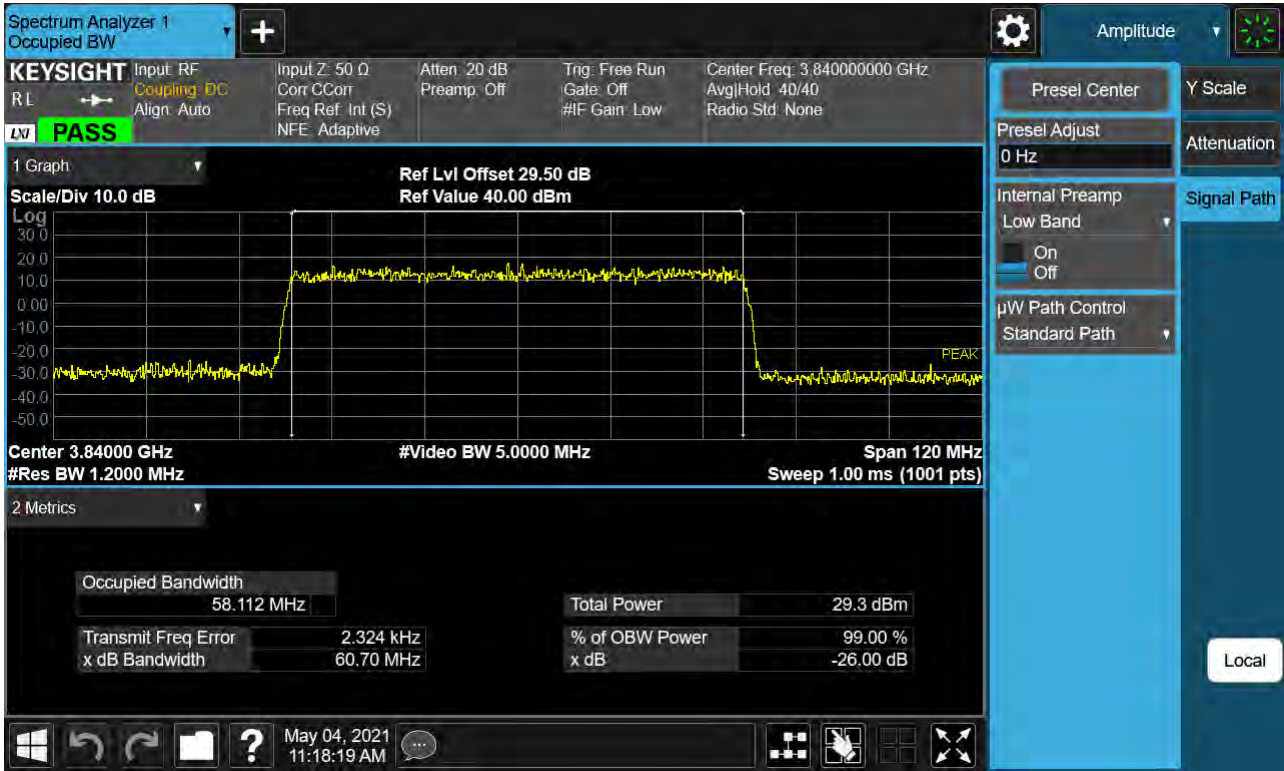 Spectrum Analyzer 1
Occupied BW
+
Amplitude
KEYSIGHT
R L
LXI
PASS
Input: RF
Coupling: DC
Align: Auto
Input Z: 50 Ω
Corr CCorr
Freq Ref: Int (S)
NFE: Adaptive
Atten: 20 dB
Preamp: Off
Trig: Free Run
Gate: Off
#IF Gain: Low
Center Freq: 3.840000000 GHz
Avg|Hold: 40/40
Radio Std: None
1 Graph
Scale/Div 10.0 dB
Ref Lvl Offset 29.50 dB
Ref Value 40.00 dBm
Log
30.0
20.0
10.0
0.00
-10.0
-20.0
-30.0
-40.0
-50.0
PEAK
Center 3.84000 GHz
#Res BW 1.2000 MHz
#Video BW 5.0000 MHz
Span 120 MHz
Sweep 1.00 ms (1001 pts)
2 Metrics
Occupied Bandwidth
58.112 MHz
Transmit Freq Error 2.324 kHz
x dB Bandwidth 60.70 MHz
Total Power 29.3 dBm
% of OBW Power 99.00 %
x dB -26.00 dB
Presel Center
Presel Adjust
0 Hz
Internal Preamp
Low Band
On
Off
µW Path Control
Standard Path
Y Scale
Attenuation
Signal Path
Local
?
May 04, 2021
11:18:19 AM